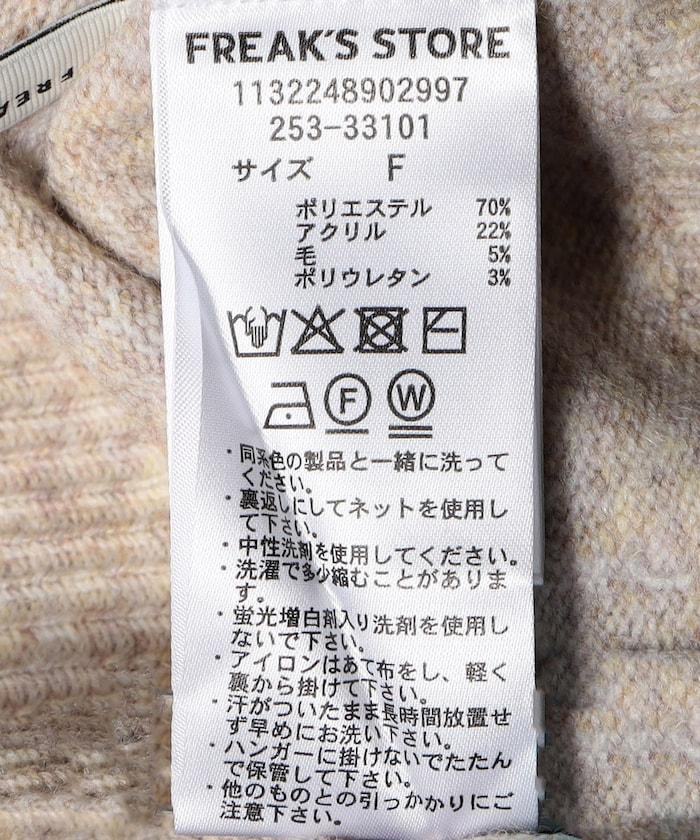 FREA
FREAK'S STORE
1132248902997
253-33101
サイズ F
ポリエステル 70%
アクリル 22%
毛 5%
ポリウレタン 3%
F W
・同系色の製品と一緒に洗って
ください。
・裏返しにしてネットを使用し
て下さい。
・中性洗剤を使用してください。
・洗濯で多少縮むことがありま
す。
・蛍光増白剤入り洗剤を使用し
ないで下さい。
・アイロンはあて布をし、軽く
裏から掛けて下さい。
・汗がついたまま長時間放置せ
ず早めにお洗い下さい。
・ハンガーに掛けないでたたん
で保管して下さい。
・他のものとの引っかかりにご
注意下さい。